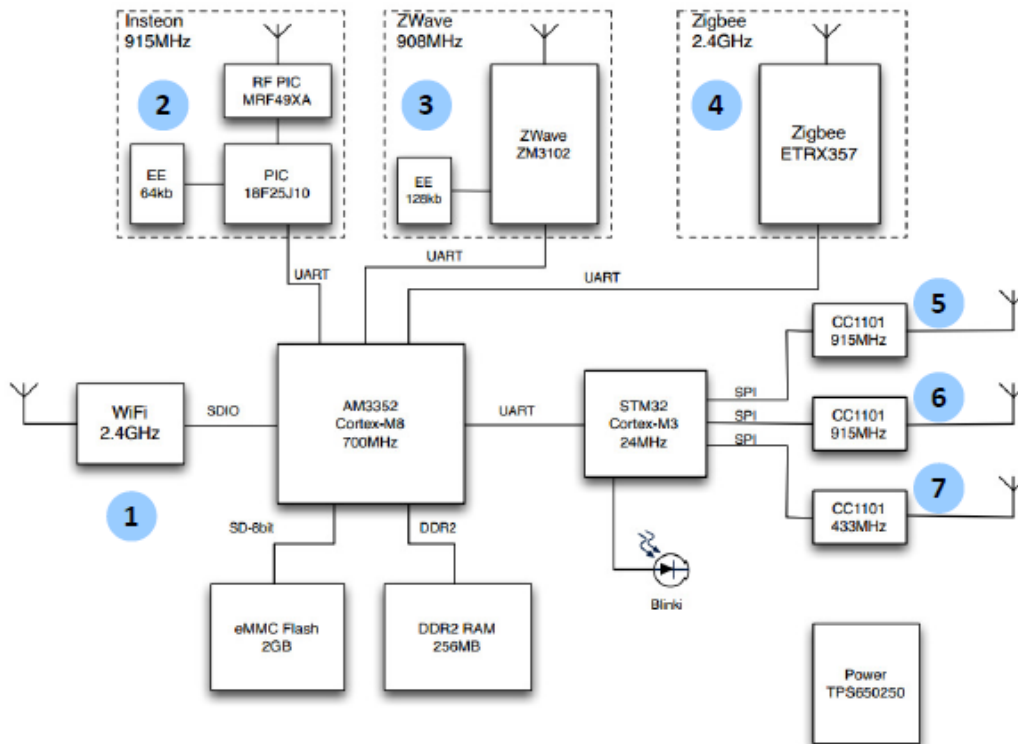 Insteon
915MHz
2
RF PIC
MRF49XA
EE
64kb
PIC
18F25J10
ZWave
908MHz
3
ZWave
ZM3102
EE
128kb
Zigbee
2.4GHz
4
Zigbee
ETRX357
UART
UART
UART
WiFi
2.4GHz
1
SDIO
AM3352
Cortex-M8
700MHz
UART
STM32
Cortex-M3
24MHz
SPI
SPI
SPI
CC1101
915MHz
5
CC1101
915MHz
6
CC1101
433MHz
7
SD-8bit
DDR2
eMMC Flash
2GB
DDR2 RAM
256MB
Blinki
Power
TPS650250